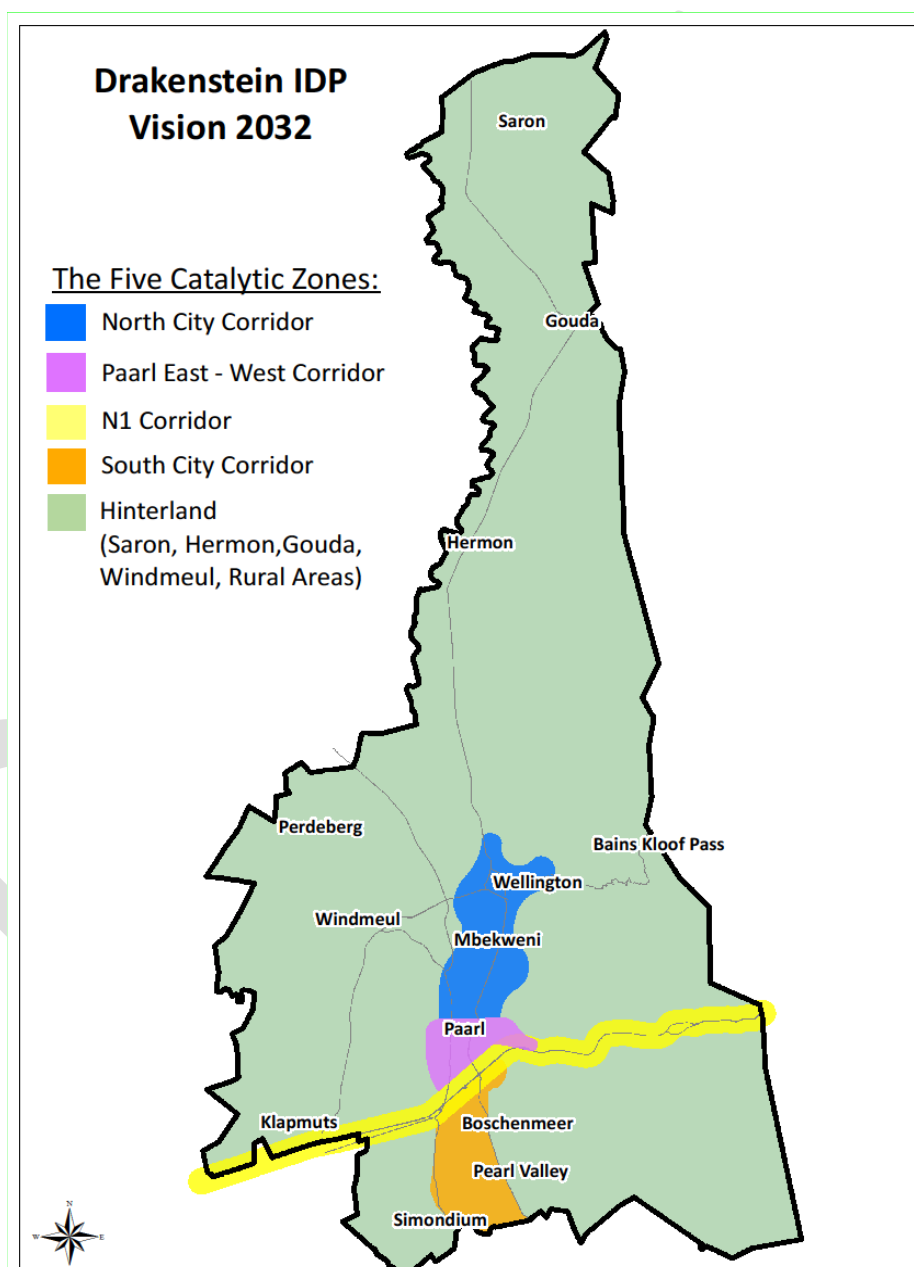 Drakenstein IDP
Vision 2032
The Five Catalytic Zones:
North City Corridor
Paarl East - West Corridor
N1 Corridor
South City Corridor
Hinterland
(Saron, Hermon,Gouda,
Windmeul, Rural Areas)
Saron
Gouda
Hermon
Perdeberg
Bains Kloof Pass
Wellington
Windmeul
Mbekweni
Paarl
Klapmuts
Boschenmeer
Pearl Valley
Simondium
N
W
E
S